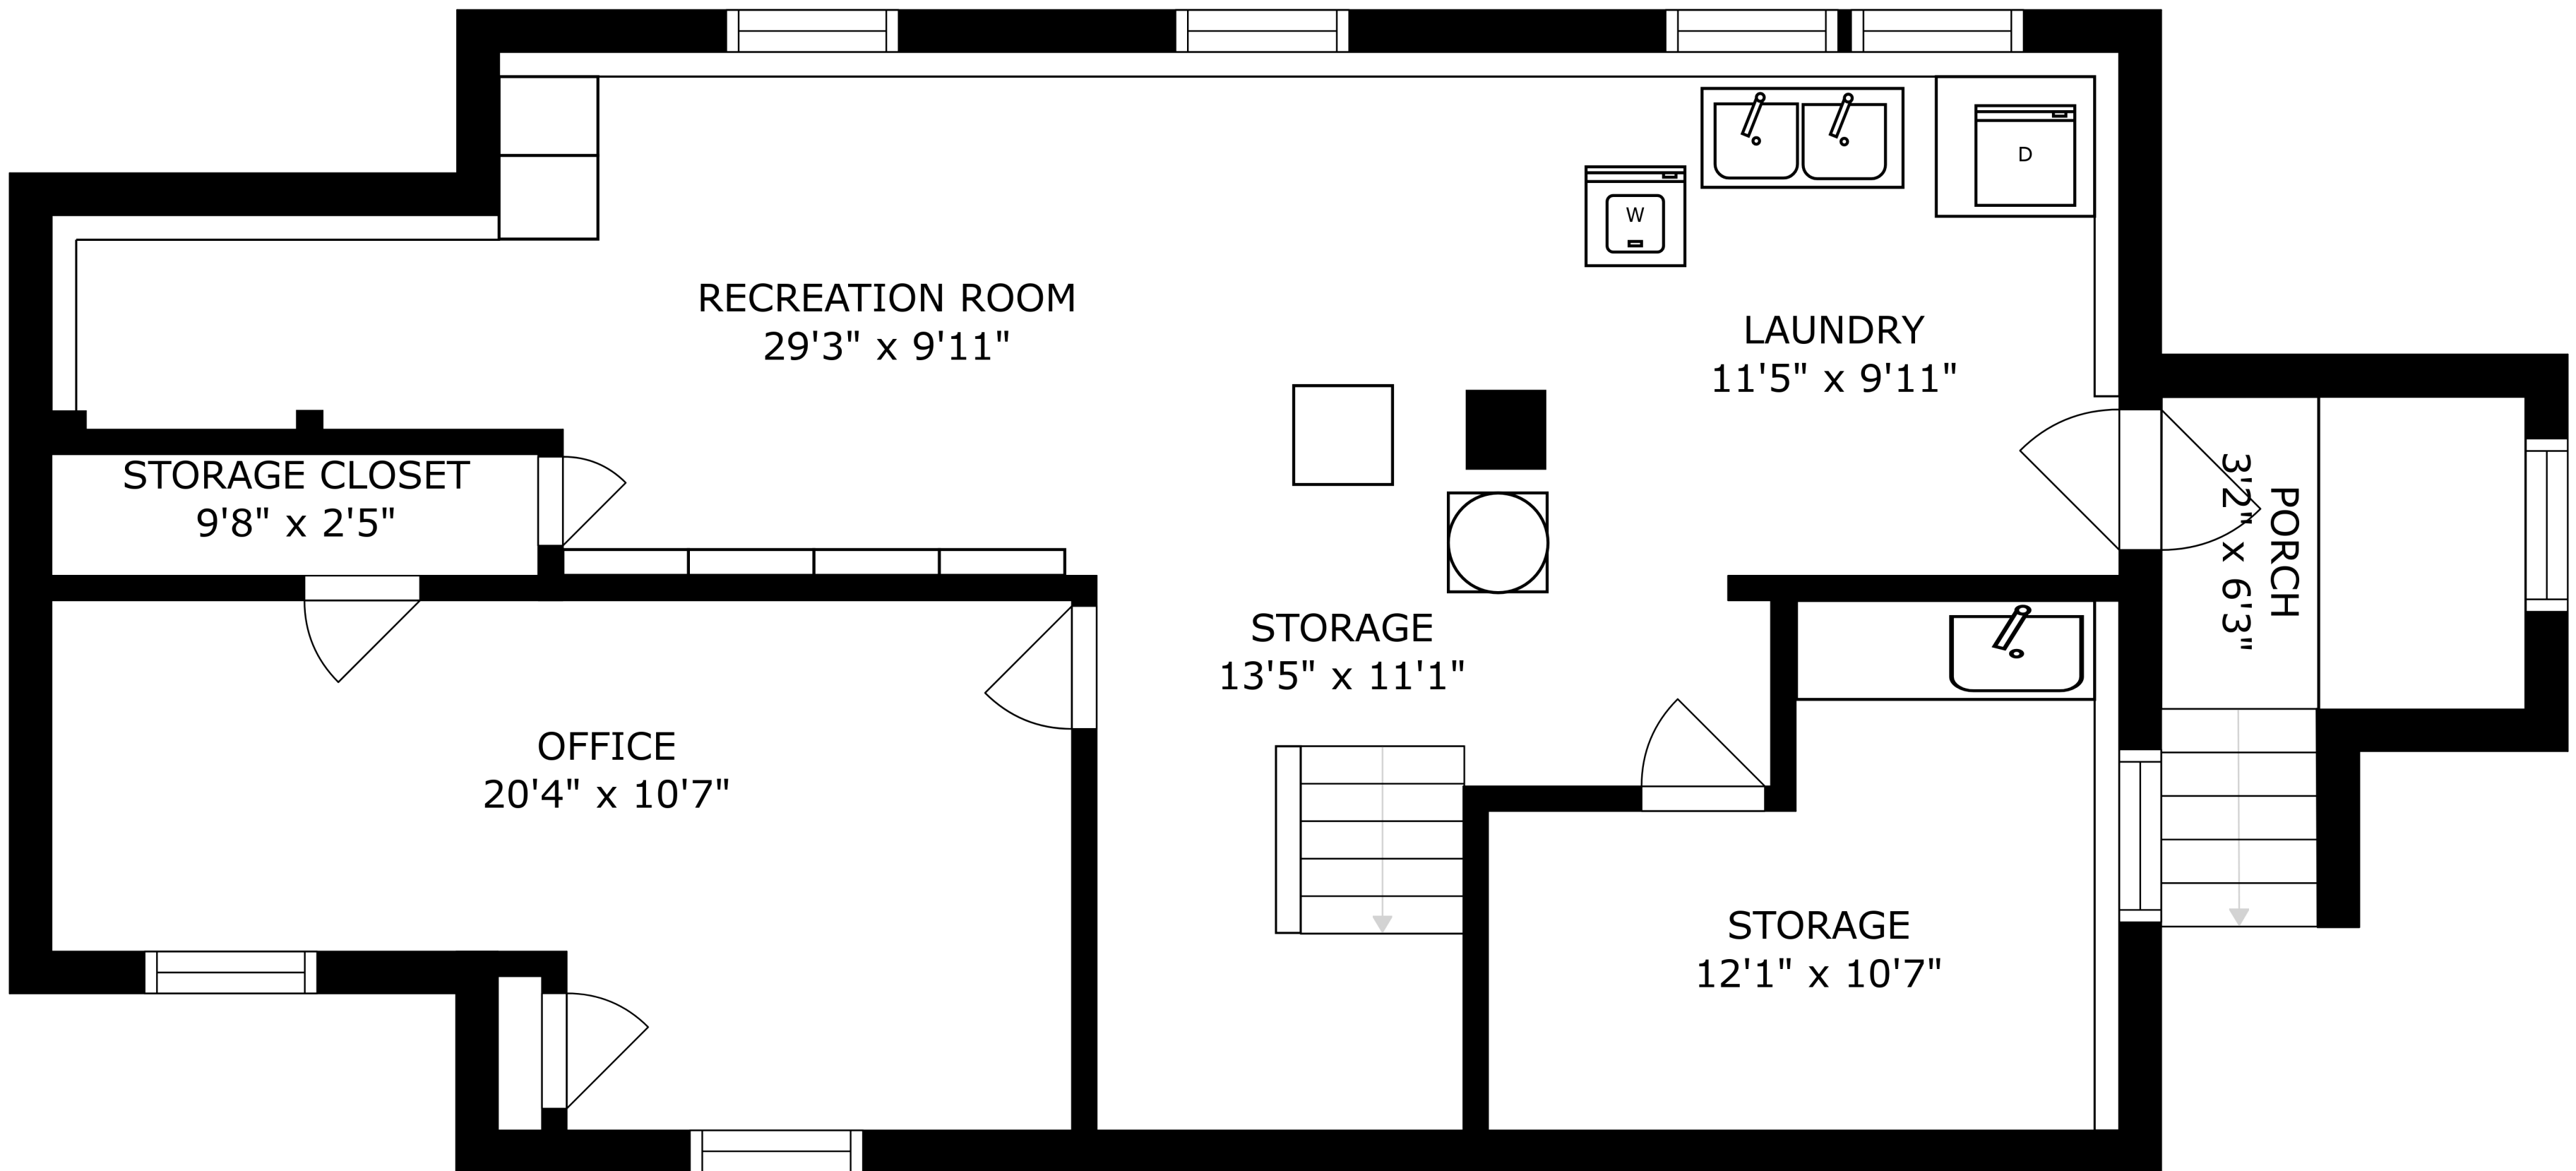 D
W
RECREATION ROOM
29'3" x 9'11"
LAUNDRY
11'5" x 9'11"
STORAGE CLOSET
9'8" x 2'5"
PORCH
3'2" x 6'3"
STORAGE
13'5" x 11'1"
OFFICE
20'4" x 10'7"
STORAGE
12'1" x 10'7"